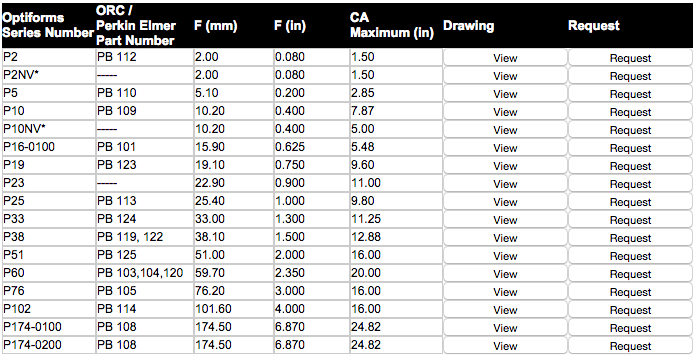 Optiforms Series Number ORC / Perkin Elmer Part Number F (mm) F (in) CA Maximum (in) Drawing Request
P2 PB 112 2.00 0.080 1.50 View Request
P2NV* ----- 2.00 0.080 1.50 View Request
P5 PB 110 5.10 0.200 2.85 View Request
P10 PB 109 10.20 0.400 7.87 View Request
P10NV* ----- 10.20 0.400 5.00 View Request
P16-0100 PB 101 15.90 0.625 5.48 View Request
P19 PB 123 19.10 0.750 9.60 View Request
P23 ----- 22.90 0.900 11.00 View Request
P25 PB 113 25.40 1.000 9.80 View Request
P33 PB 124 33.00 1.300 11.25 View Request
P38 PB 119, 122 38.10 1.500 12.88 View Request
P51 PB 125 51.00 2.000 16.00 View Request
P60 PB 103,104,120 59.70 2.350 20.00 View Request
P76 PB 105 76.20 3.000 16.00 View Request
P102 PB 114 101.60 4.000 16.00 View Request
P174-0100 PB 108 174.50 6.870 24.82 View Request
P174-0200 PB 108 174.50 6.870 24.82 View Request